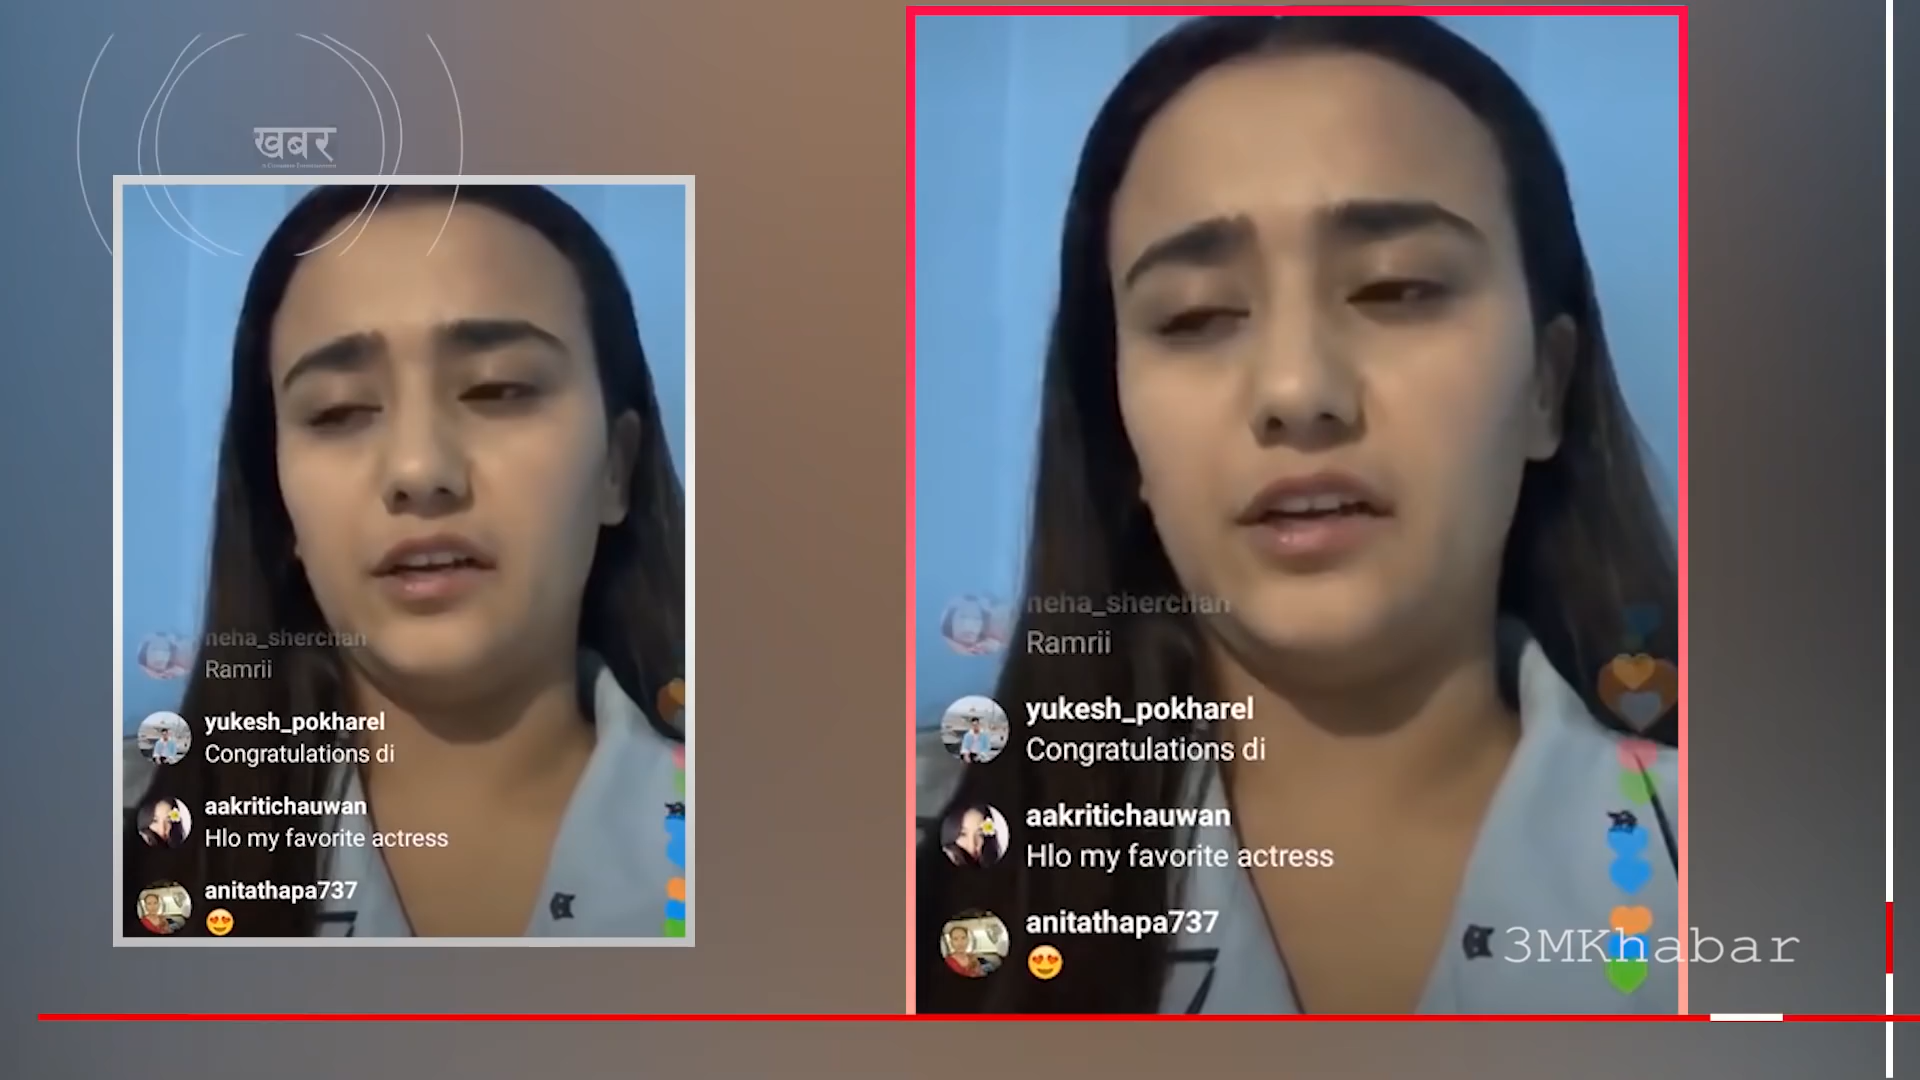 खबर
neha_sherchan
Ramrii
yukesh_pokharel
Congratulations di
aakritichauwan
Hlo my favorite actress
anitathapa737
😍
neha_sherchan
Ramrii
yukesh_pokharel
Congratulations di
aakritichauwan
Hlo my favorite actress
anitathapa737
😍
3MKhabar